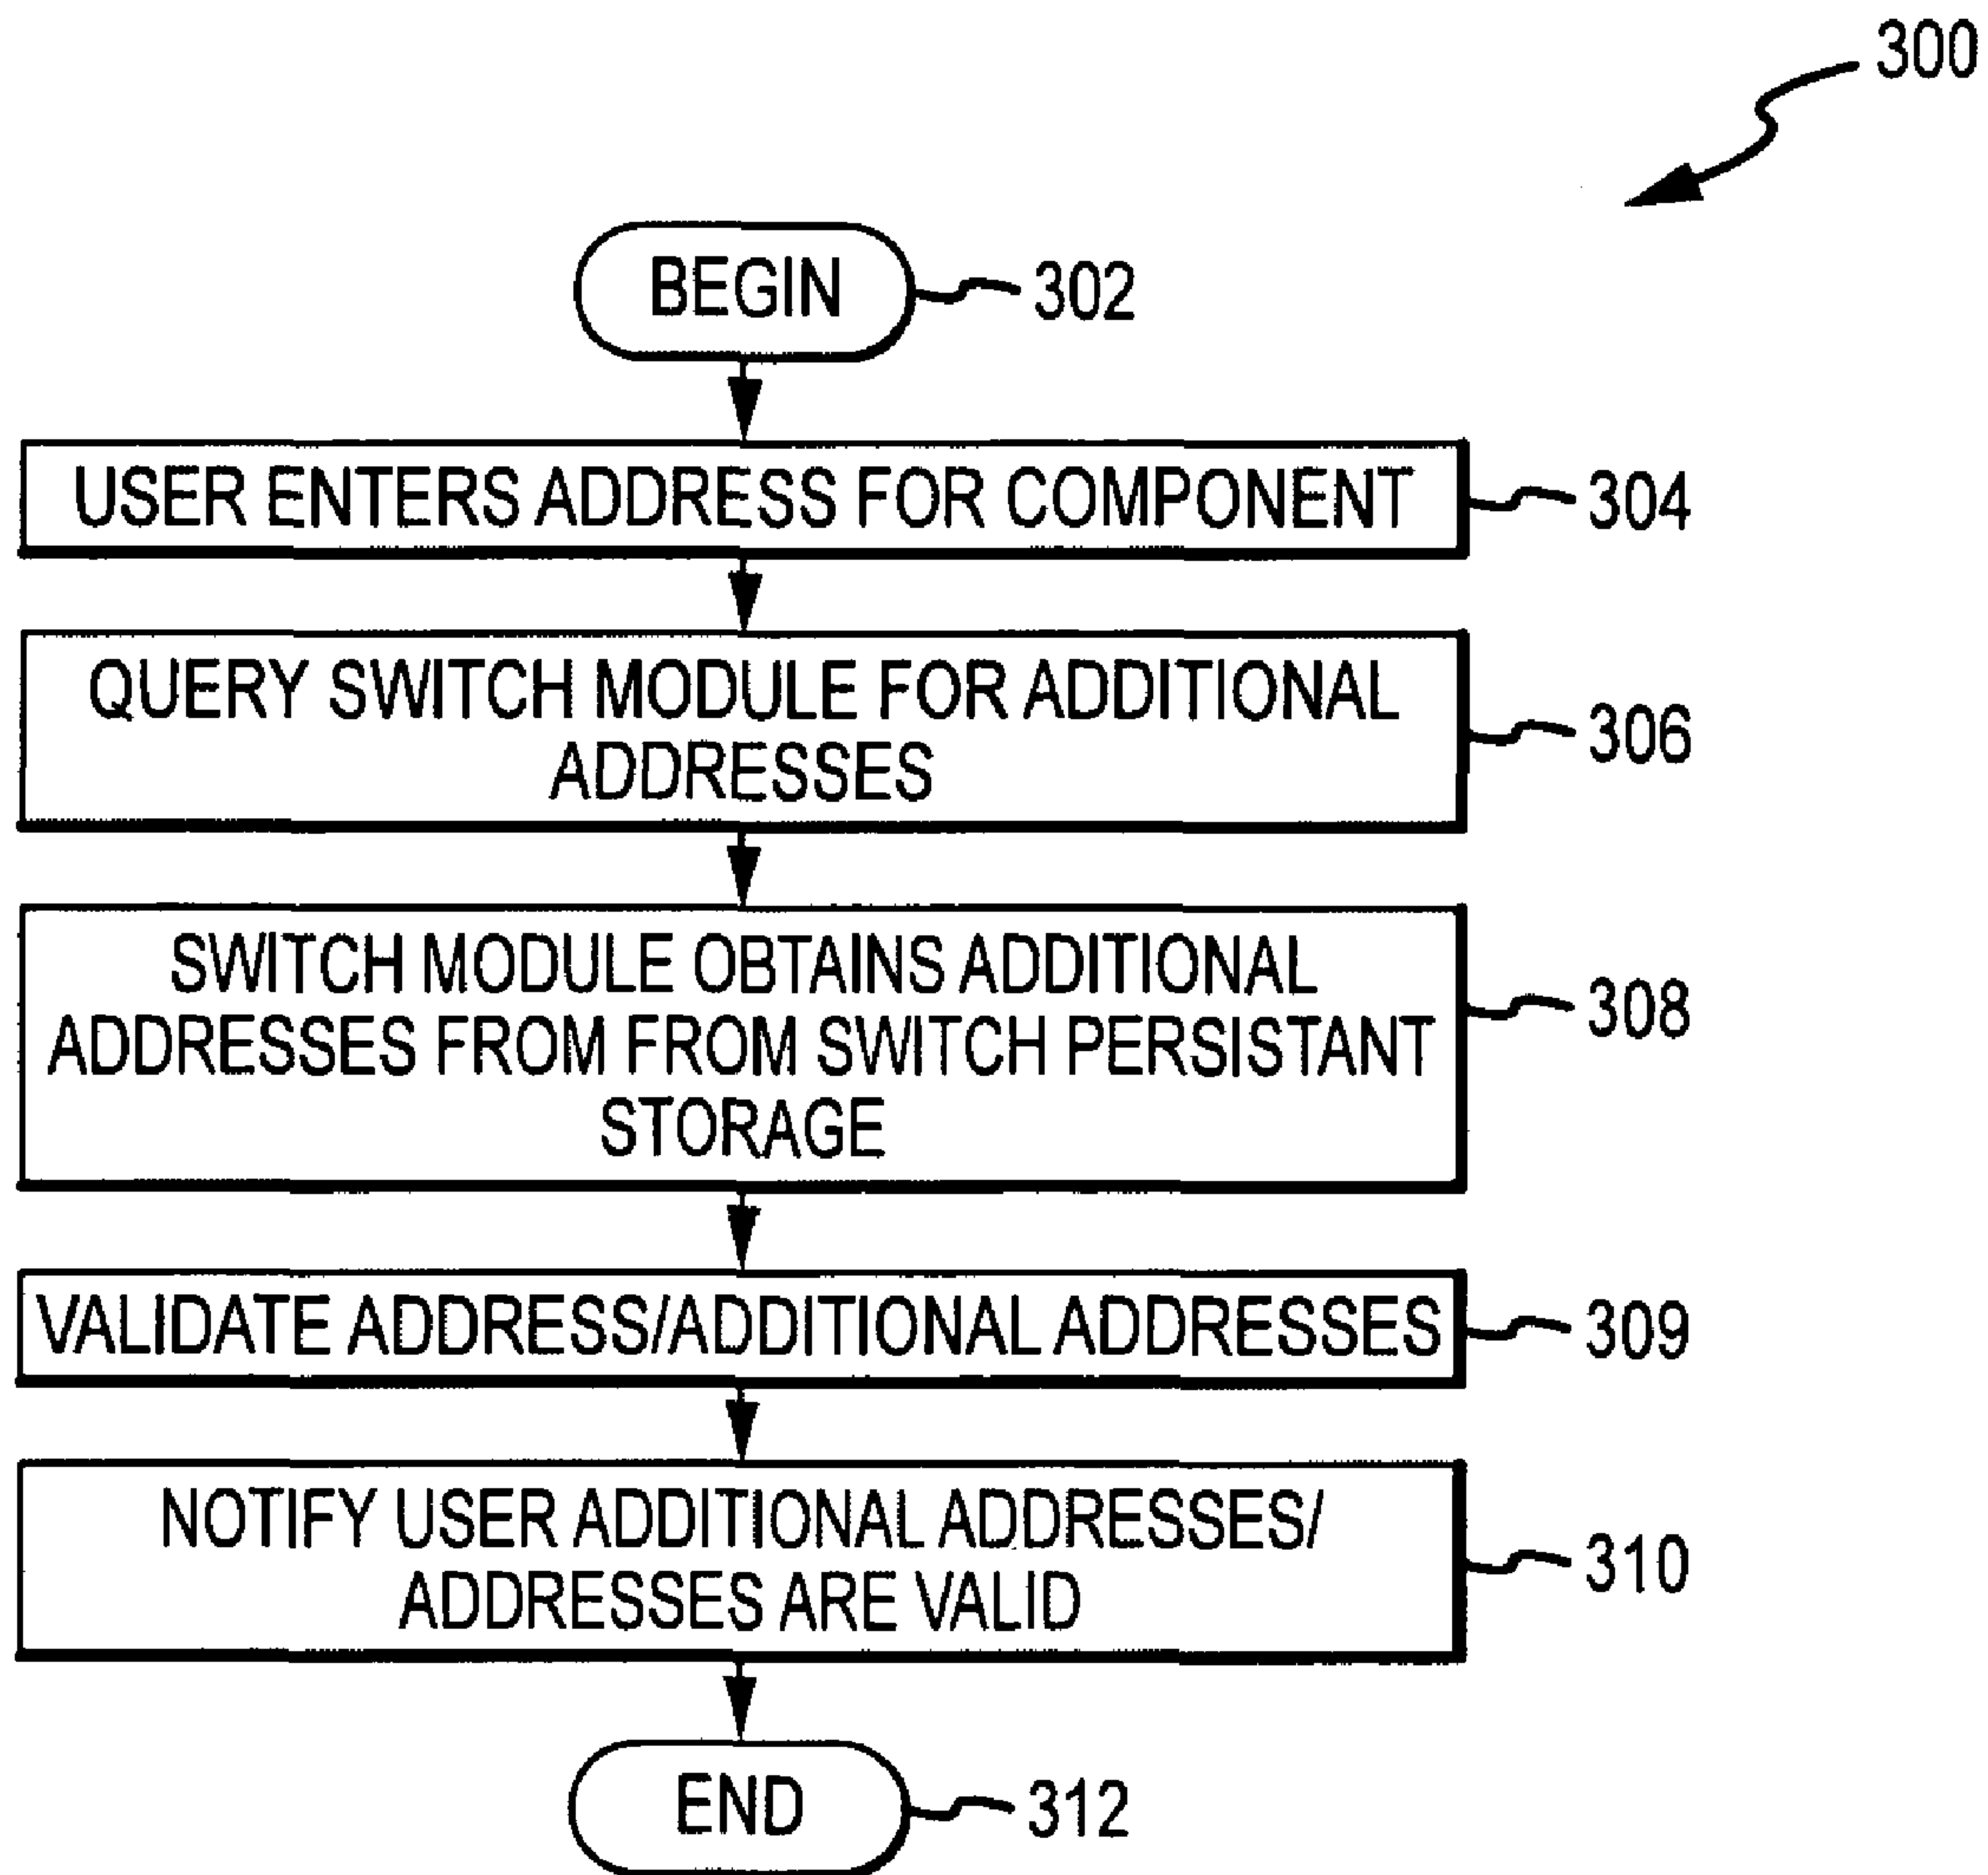 300
BEGIN
302
USER ENTERS ADDRESS FOR COMPONENT
304
QUERY SWITCH MODULE FOR ADDITIONAL
ADDRESSES
306
SWITCH MODULE OBTAINS ADDITIONAL
ADDRESSES FROM FROM SWITCH PERSISTANT
STORAGE
308
VALIDATE ADDRESS/ADDITIONAL ADDRESSES
309
NOTIFY USER ADDITIONAL ADDRESSES/
ADDRESSES ARE VALID
310
END
312